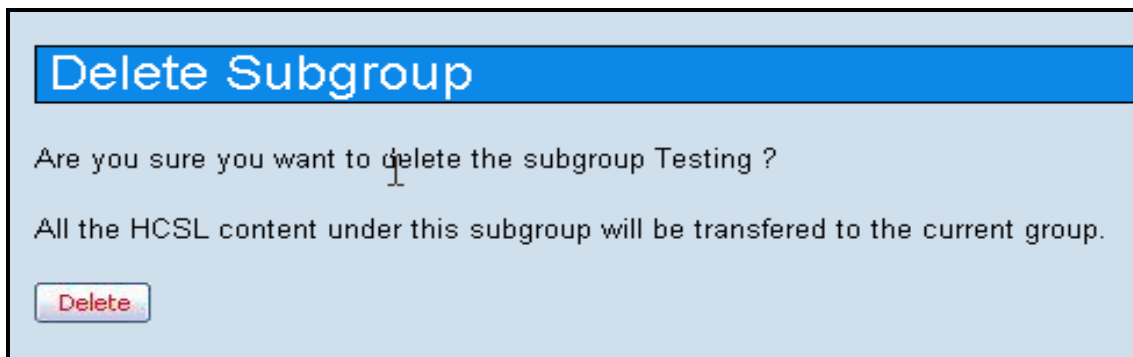 Delete Subgroup
Are you sure you want to delete the subgroup Testing ?
All the HCSL content under this subgroup will be transfered to the current group.
Delete